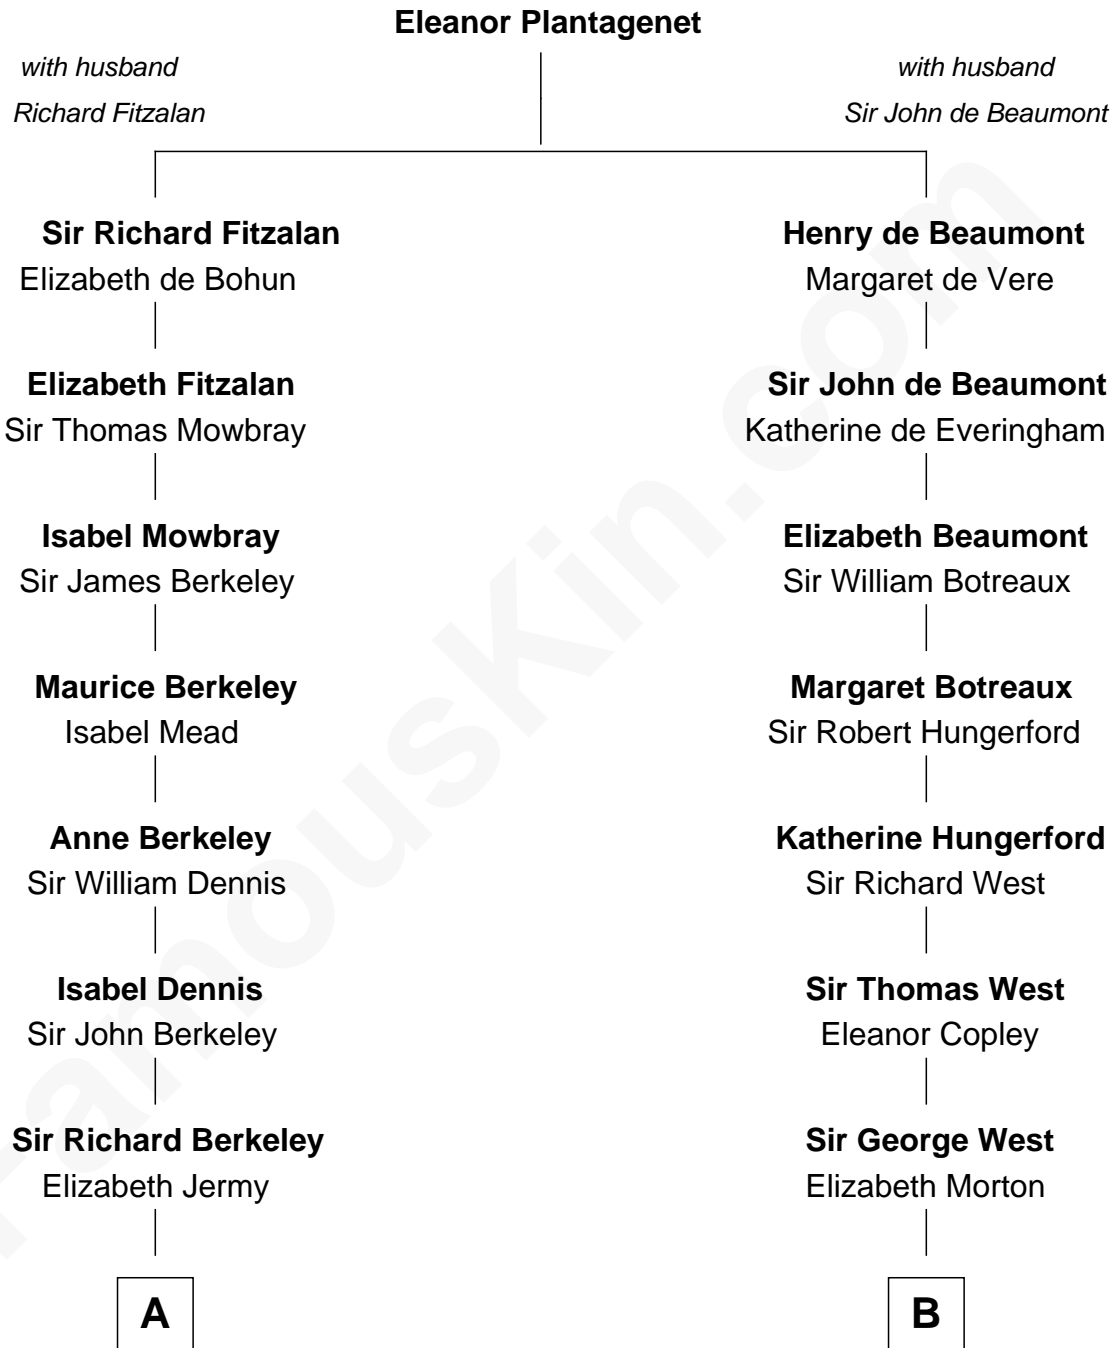 Eleanor Plantagenet
with husband
Richard Fitzalan
with husband
Sir John de Beaumont
Sir Richard Fitzalan
Elizabeth de Bohun
Henry de Beaumont
Margaret de Vere
Elizabeth Fitzalan
Sir Thomas Mowbray
Sir John de Beaumont
Katherine de Everingham
Isabel Mowbray
Sir James Berkeley
Elizabeth Beaumont
Sir William Botreaux
Maurice Berkeley
Isabel Mead
Margaret Botreaux
Sir Robert Hungerford
Anne Berkeley
Sir William Dennis
Katherine Hungerford
Sir Richard West
Isabel Dennis
Sir John Berkeley
Sir Thomas West
Eleanor Copley
Sir Richard Berkeley
Elizabeth Jermy
Sir George West
Elizabeth Morton
A
B
FamousKin.com